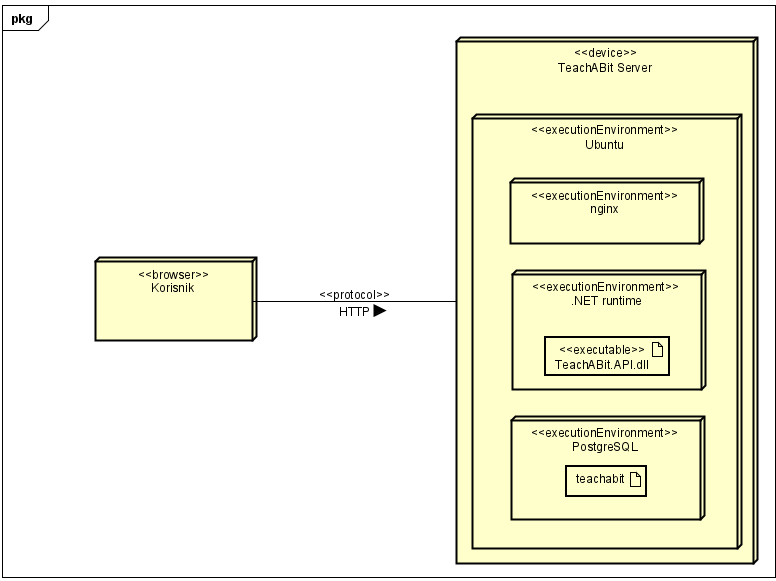 pkg
<<device>>
TeachABit Server
<<executionEnvironment>>
Ubuntu
<<executionEnvironment>>
nginx
<<browser>>
Korisnik
<<protocol>>
HTTP
<<executionEnvironment>>
.NET runtime
<<executable>>
TeachABit.API.dll
<<executionEnvironment>>
PostgreSQL
teachabit